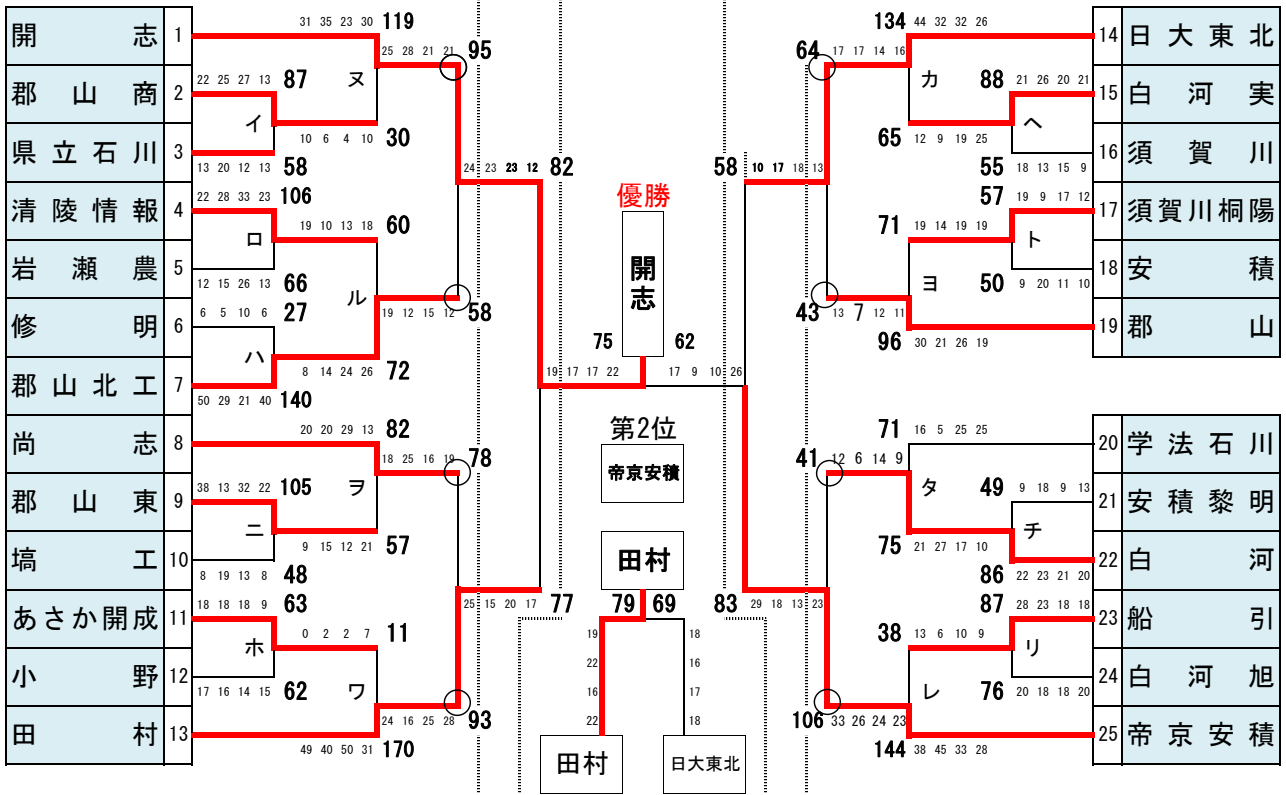 開志 1
郡山商 2
県立石川 3
清陵情報 4
岩瀬農 5
修明 6
郡山北工 7
尚志 8
郡山東 9
塙工 10
あさか開成 11
小野 12
田村 13
31 35 23 30 119
25 28 21 21 95
22 25 27 13 87
ヌ
イ
10 6 4 10 30
13 20 12 13 58
24 23 23 12 82
22 28 33 23 106
19 10 13 18 60
ロ
12 15 26 13 66
ル
6 5 10 6 27
19 12 15 12 58
ハ
8 14 24 26 72
50 29 21 40 140
19 17 17 22 75
20 20 29 13 82
18 25 16 19 78
38 13 32 22 105
ヲ
ニ
9 15 12 21 57
8 19 13 8 48
25 15 20 17 77
18 18 18 9 63
0 2 2 7 11
ホ
17 16 14 15 62
ワ
24 16 25 28 93
49 40 50 31 170
優勝
開志
75 62
第2位
帝京安積
田村
79 69
19 18
22 16
16 17
22 18
田村 日大東北
134 44 32 32 26
64 17 17 14 16
カ
88 21 26 20 21
ヘ
65 12 9 19 25
55 18 13 15 9
58 10 17 18 13
57 19 9 17 12
71 19 14 19 19
ト
ヨ
50 9 20 11 10
43 13 7 12 11
96 30 21 26 19
17 9 10 26
71 16 5 25 25
41 12 6 14 9
タ
49 9 18 9 13
チ
75 21 27 17 10
86 22 23 21 20
83 29 18 13 23
87 28 23 18 18
38 13 6 10 9
リ
レ
76 20 18 18 20
106 33 26 24 23
144 38 45 33 28
14 日大東北
15 白河実
16 須賀川
17 須賀川桐陽
18 安積
19 郡山
20 学法石川
21 安積黎明
22 白河
23 船引
24 白河旭
25 帝京安積